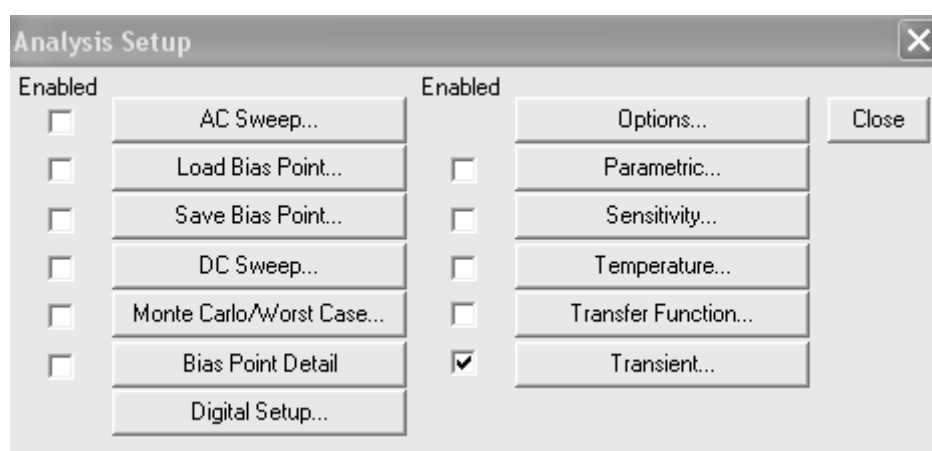 Analysis Setup
Enabled Enabled
AC Sweep... Options... Close
Load Bias Point... Parametric...
Save Bias Point... Sensitivity...
DC Sweep... Temperature...
Monte Carlo/Worst Case... Transfer Function...
Bias Point Detail Transient...
Digital Setup...